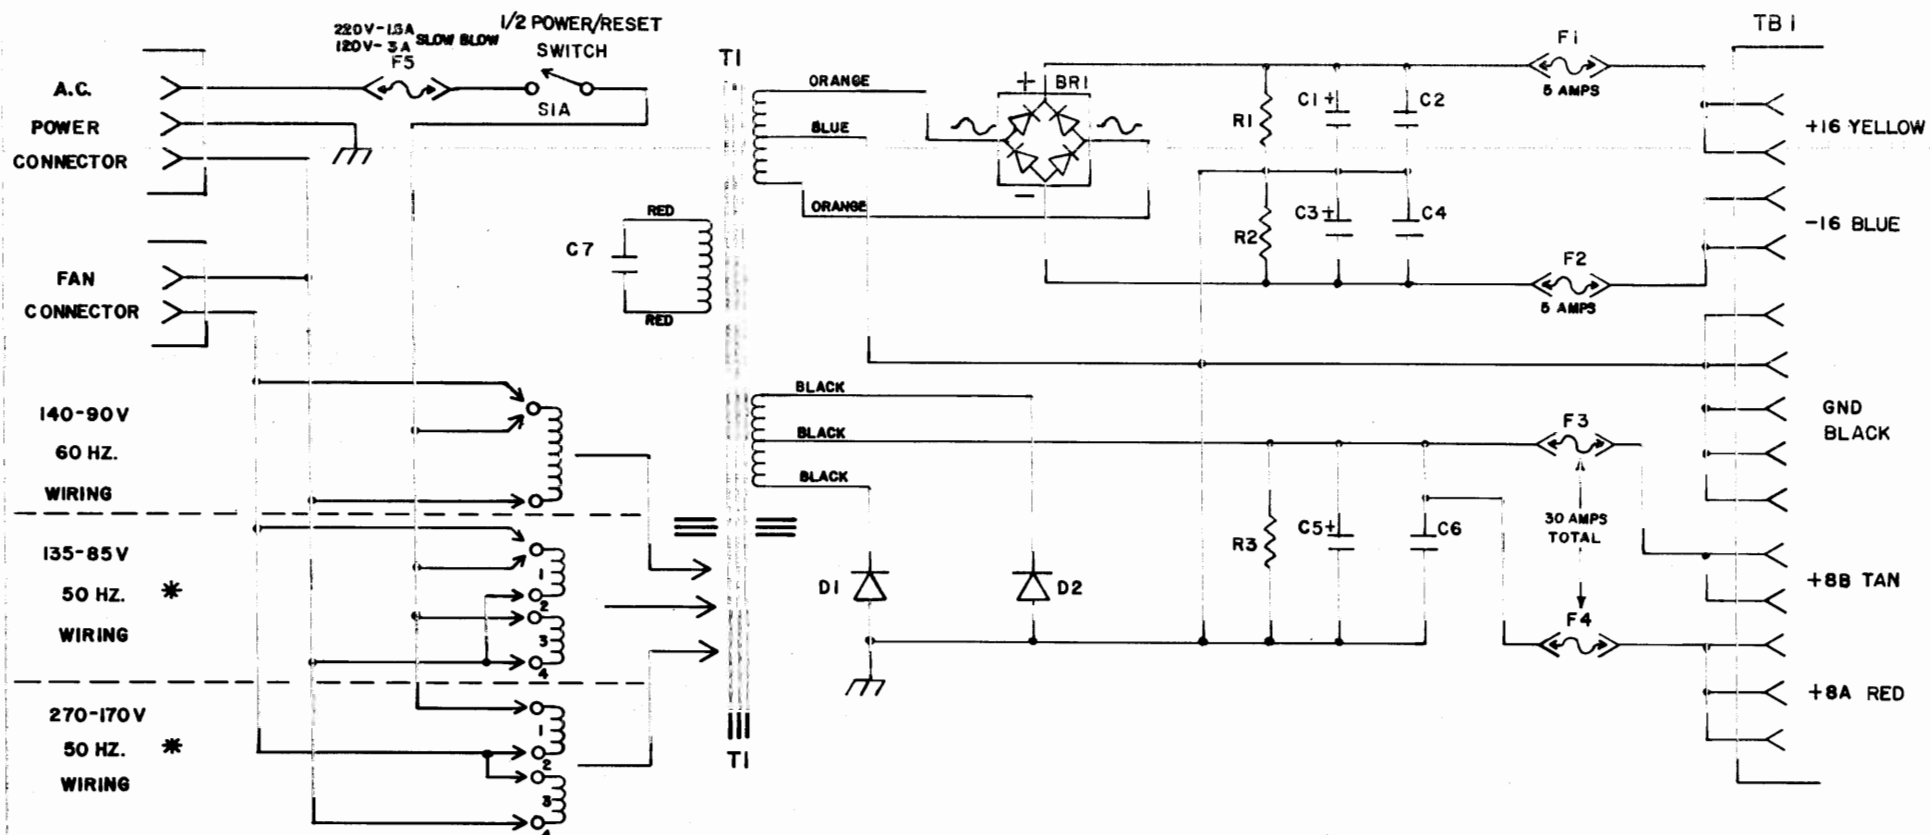 220V-1.5A
120V-3A SLOW BLOW
F5
1/2 POWER/RESET
SWITCH
S1A
A.C.
POWER
CONNECTOR
FAN
CONNECTOR
T1
ORANGE
BLUE
ORANGE
+ BR1
−
R1
C1 +
C2
R2
C3 +
C4
F1
5 AMPS
F2
5 AMPS
TB1
+16 YELLOW
-16 BLUE
GND
BLACK
+8B TAN
+8A RED
RED
C7
RED
140-90V
60 HZ.
WIRING
135-85V
50 HZ. *
WIRING
1
2
3
4
270-170V
50 HZ. *
WIRING
1
2
3
4
BLACK
BLACK
BLACK
D1
D2
R3
C5 +
C6
F3
30 AMPS
TOTAL
F4
T1